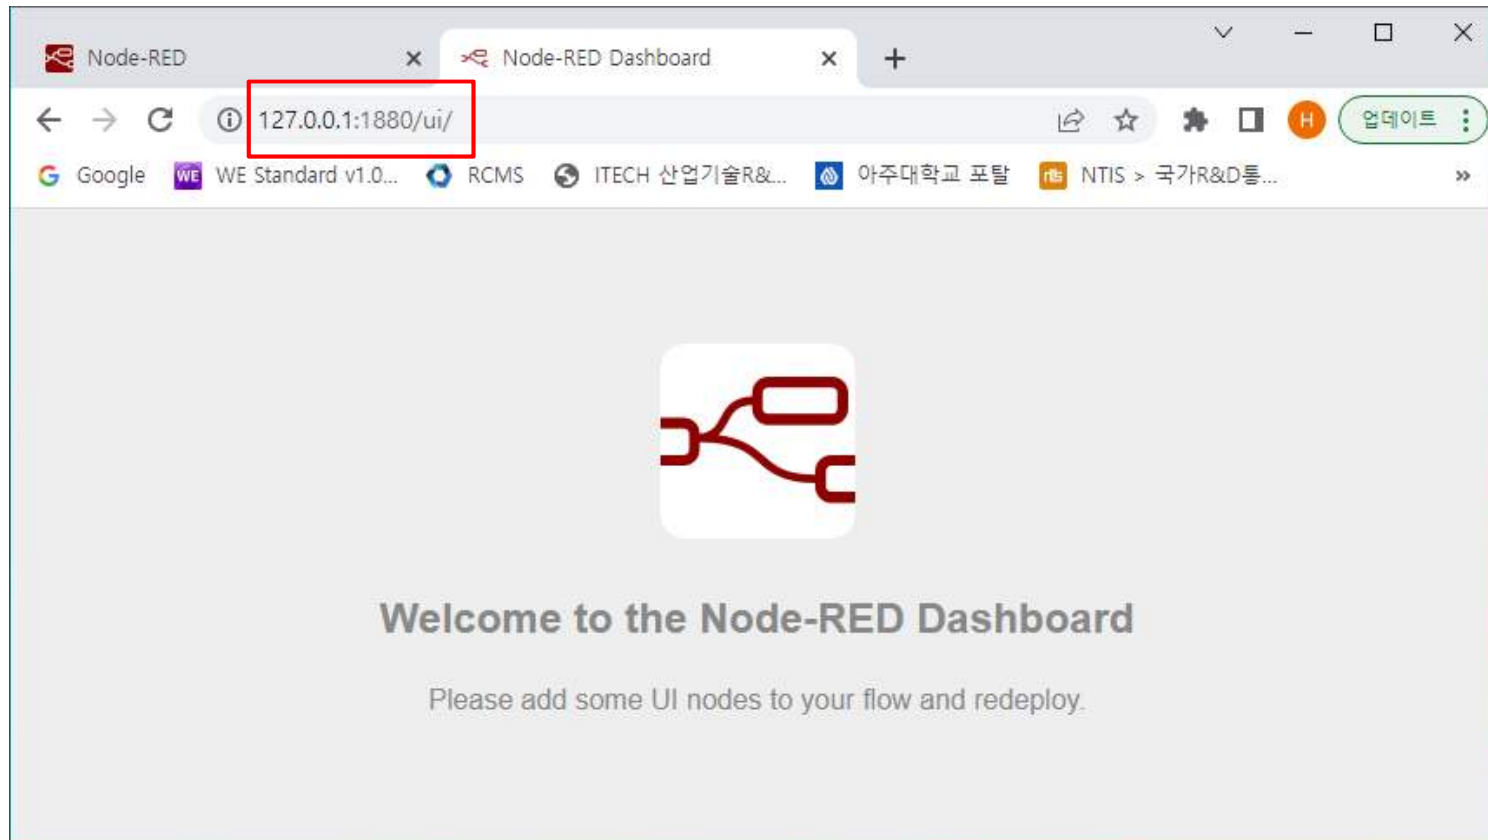 Node-RED
Node-RED Dashboard
127.0.0.1:1880/ui/
H
업데이트
Google
WE
WE Standard v1.0...
RCMS
ITECH 산업기술R&...
아주대학교 포탈
NTIS > 국가R&D통...
Welcome to the Node-RED Dashboard
Please add some UI nodes to your flow and redeploy.